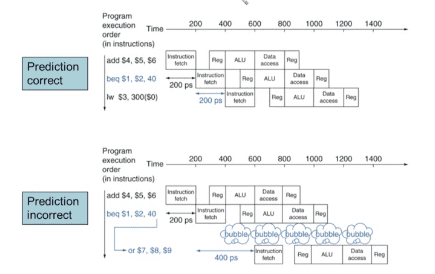 Program
execution
order
(in instructions)
Time
200 400 600 800 1000 1200 1400
Prediction
correct
add $4, $5, $6
Instruction
fetch
Reg
ALU
Data
access
Reg
beq $1, $2, 40
200 ps
Instruction
fetch
Reg
ALU
Data
access
Reg
lw $3, 300($0)
200 ps
Instruction
fetch
Reg
ALU
Data
access
Reg
Program
execution
order
(in instructions)
Time
200 400 600 800 1000 1200 1400
Prediction
incorrect
add $4, $5, $6
Instruction
fetch
Reg
ALU
Data
access
Reg
beq $1, $2, 40
200 ps
Instruction
fetch
Reg
ALU
Data
access
Reg
bubble bubble bubble bubble bubble
or $7, $8, $9
400 ps
Instruction
fetch
Reg
ALU
Data
access
Reg